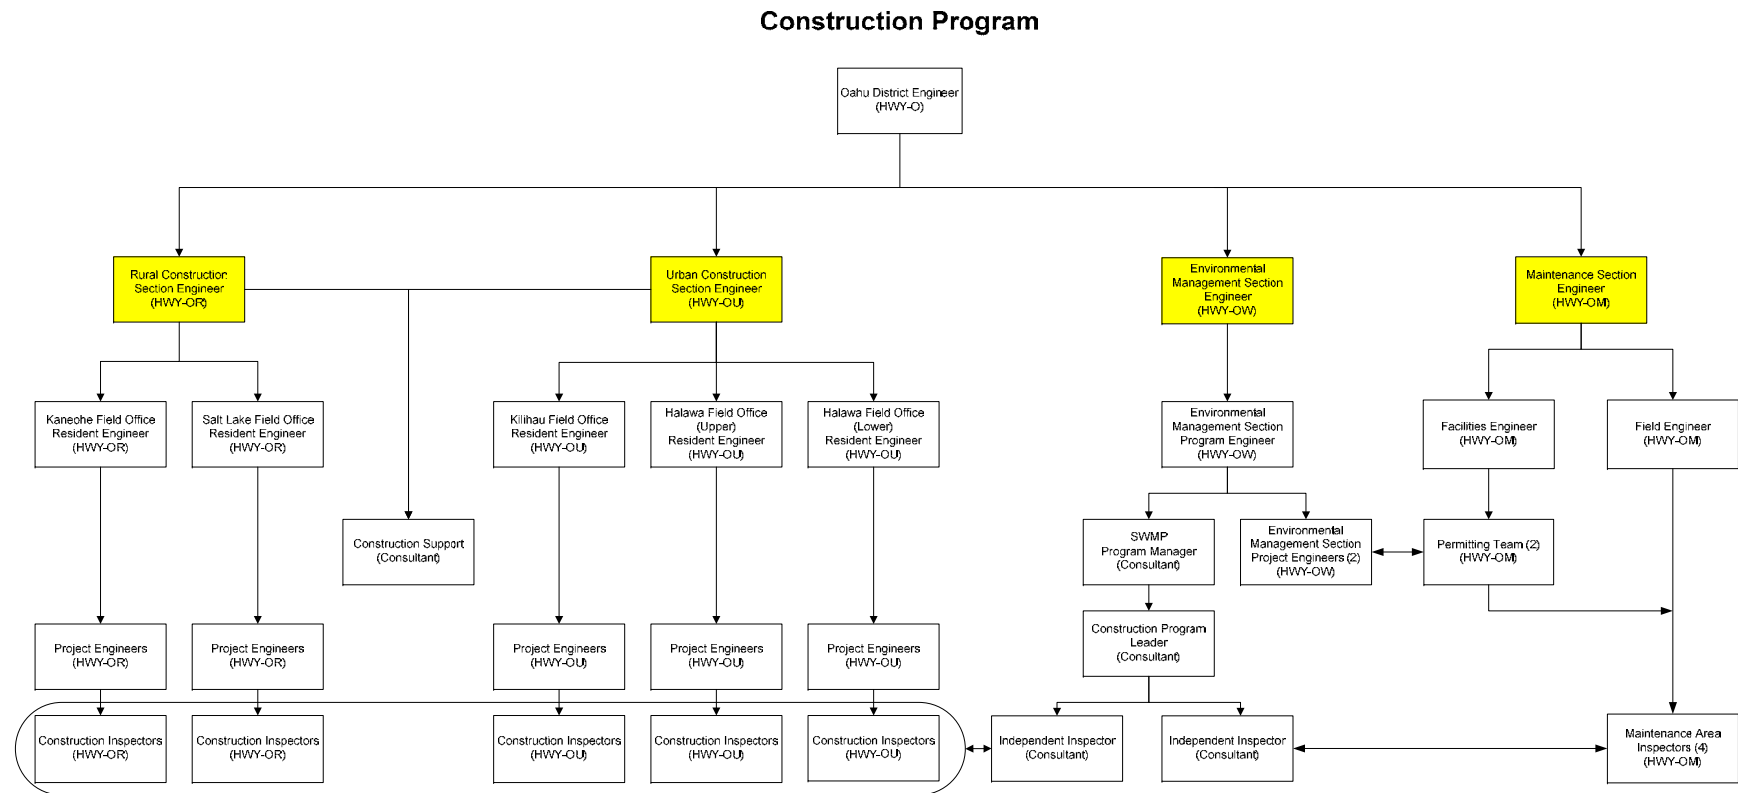 Construction Program
Oahu District Engineer
(HWY-O)
Rural Construction
Section Engineer
(HWY-OR)
Urban Construction
Section Engineer
(HWY-OU)
Environmental
Management Section
Engineer
(HWY-OW)
Maintenance Section
Engineer
(HWY-OM)
Kaneohe Field Office
Resident Engineer
(HWY-OR)
Salt Lake Field Office
Resident Engineer
(HWY-OR)
Kilihau Field Office
Resident Engineer
(HWY-OU)
Halawa Field Office
(Upper)
Resident Engineer
(HWY-OU)
Halawa Field Office
(Lower)
Resident Engineer
(HWY-OU)
Environmental
Management Section
Program Engineer
(HWY-OW)
Facilities Engineer
(HWY-OM)
Field Engineer
(HWY-OM)
Construction Support
(Consultant)
SWMP
Program Manager
(Consultant)
Environmental
Management Section
Project Engineers (2)
(HWY-OW)
Permitting Team (2)
(HWY-OM)
Project Engineers
(HWY-OR)
Project Engineers
(HWY-OR)
Project Engineers
(HWY-OU)
Project Engineers
(HWY-OU)
Project Engineers
(HWY-OU)
Construction Program
Leader
(Consultant)
Construction Inspectors
(HWY-OR)
Construction Inspectors
(HWY-OR)
Construction Inspectors
(HWY-OU)
Construction Inspectors
(HWY-OU)
Construction Inspectors
(HWY-OU)
Independent Inspector
(Consultant)
Independent Inspector
(Consultant)
Maintenance Area
Inspectors (4)
(HWY-OM)